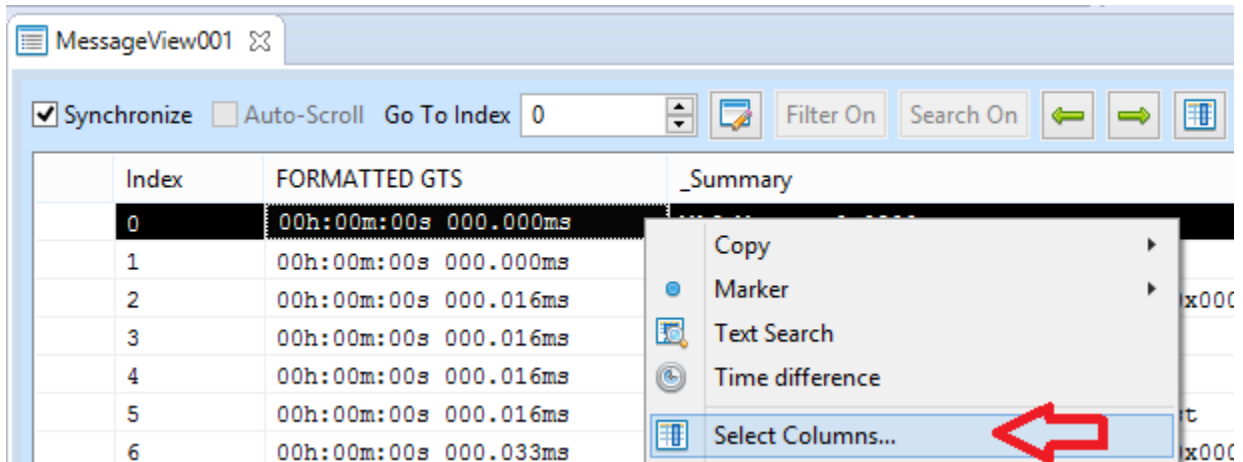 MessageView001
Synchronize Auto-Scroll Go To Index 0 Filter On Search On
Index FORMATTED GTS _Summary
0 00h:00m:00s 000.000ms
1 00h:00m:00s 000.000ms
2 00h:00m:00s 000.016ms
3 00h:00m:00s 000.016ms
4 00h:00m:00s 000.016ms
5 00h:00m:00s 000.016ms
6 00h:00m:00s 000.033ms
Copy
Marker
Text Search
Time difference
Select Columns...